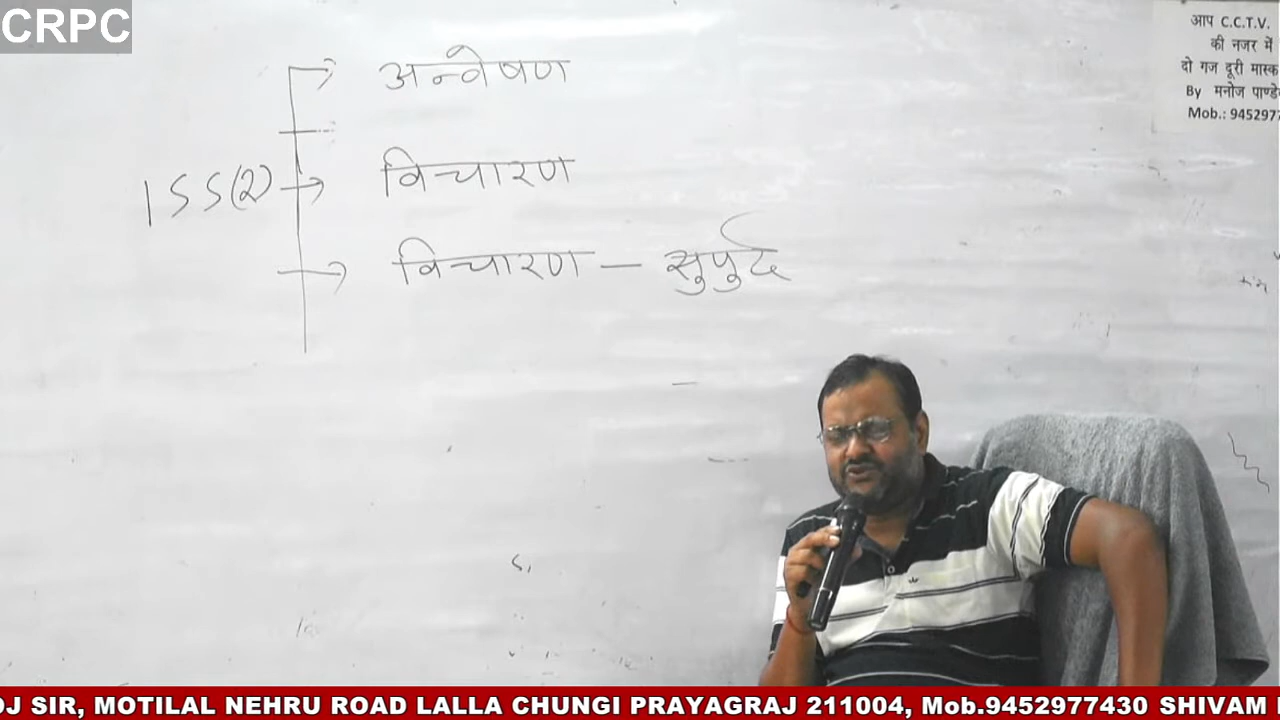 CRPC
आप C.C.T.V.
की नजर में
दो गज दूरी मास्क
By मनोज पाण्डे
Mob.: 9452977
अन्वेषण
155(2) विचारण
विचारण – सुपुर्द
OJ SIR, MOTILAL NEHRU ROAD LALLA CHUNGI PRAYAGRAJ 211004, Mob.9452977430 SHIVAM